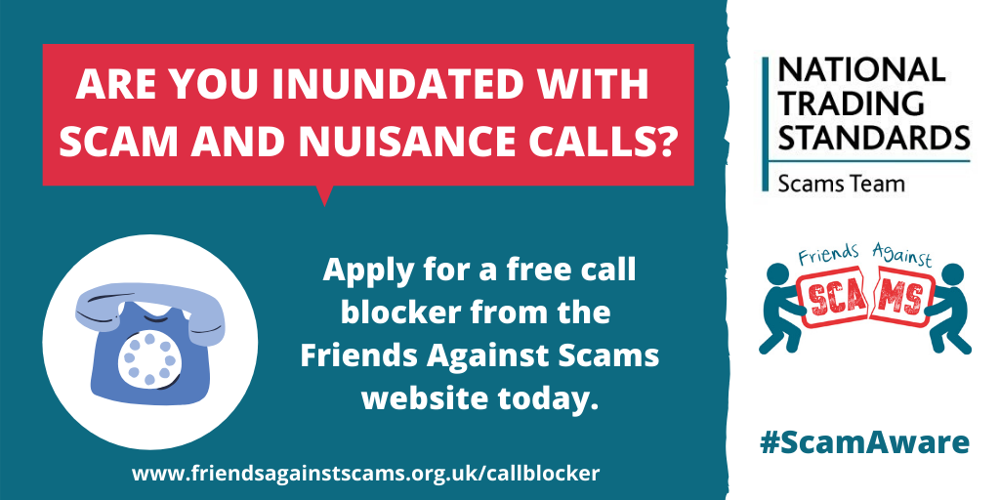 ARE YOU INUNDATED WITH
SCAM AND NUISANCE CALLS?
Apply for a free call
blocker from the
Friends Against Scams
website today.
www.friendsagainstscams.org.uk/callblocker
NATIONAL
TRADING
STANDARDS
Scams Team
Friends Against
SCAMS
#ScamAware